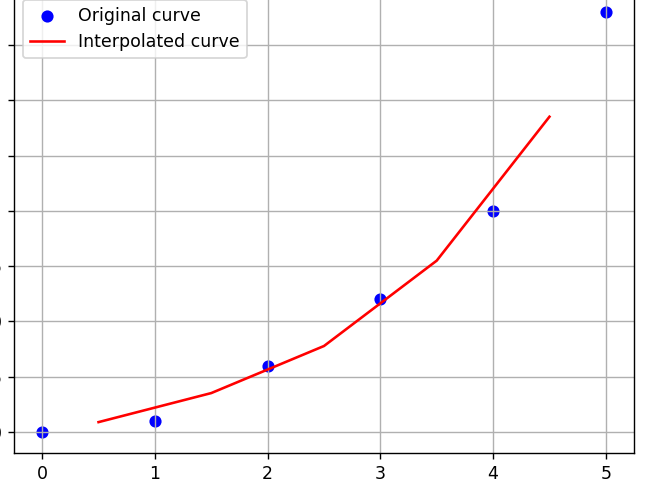 Original curve
Interpolated curve
0 1 2 3 4 5